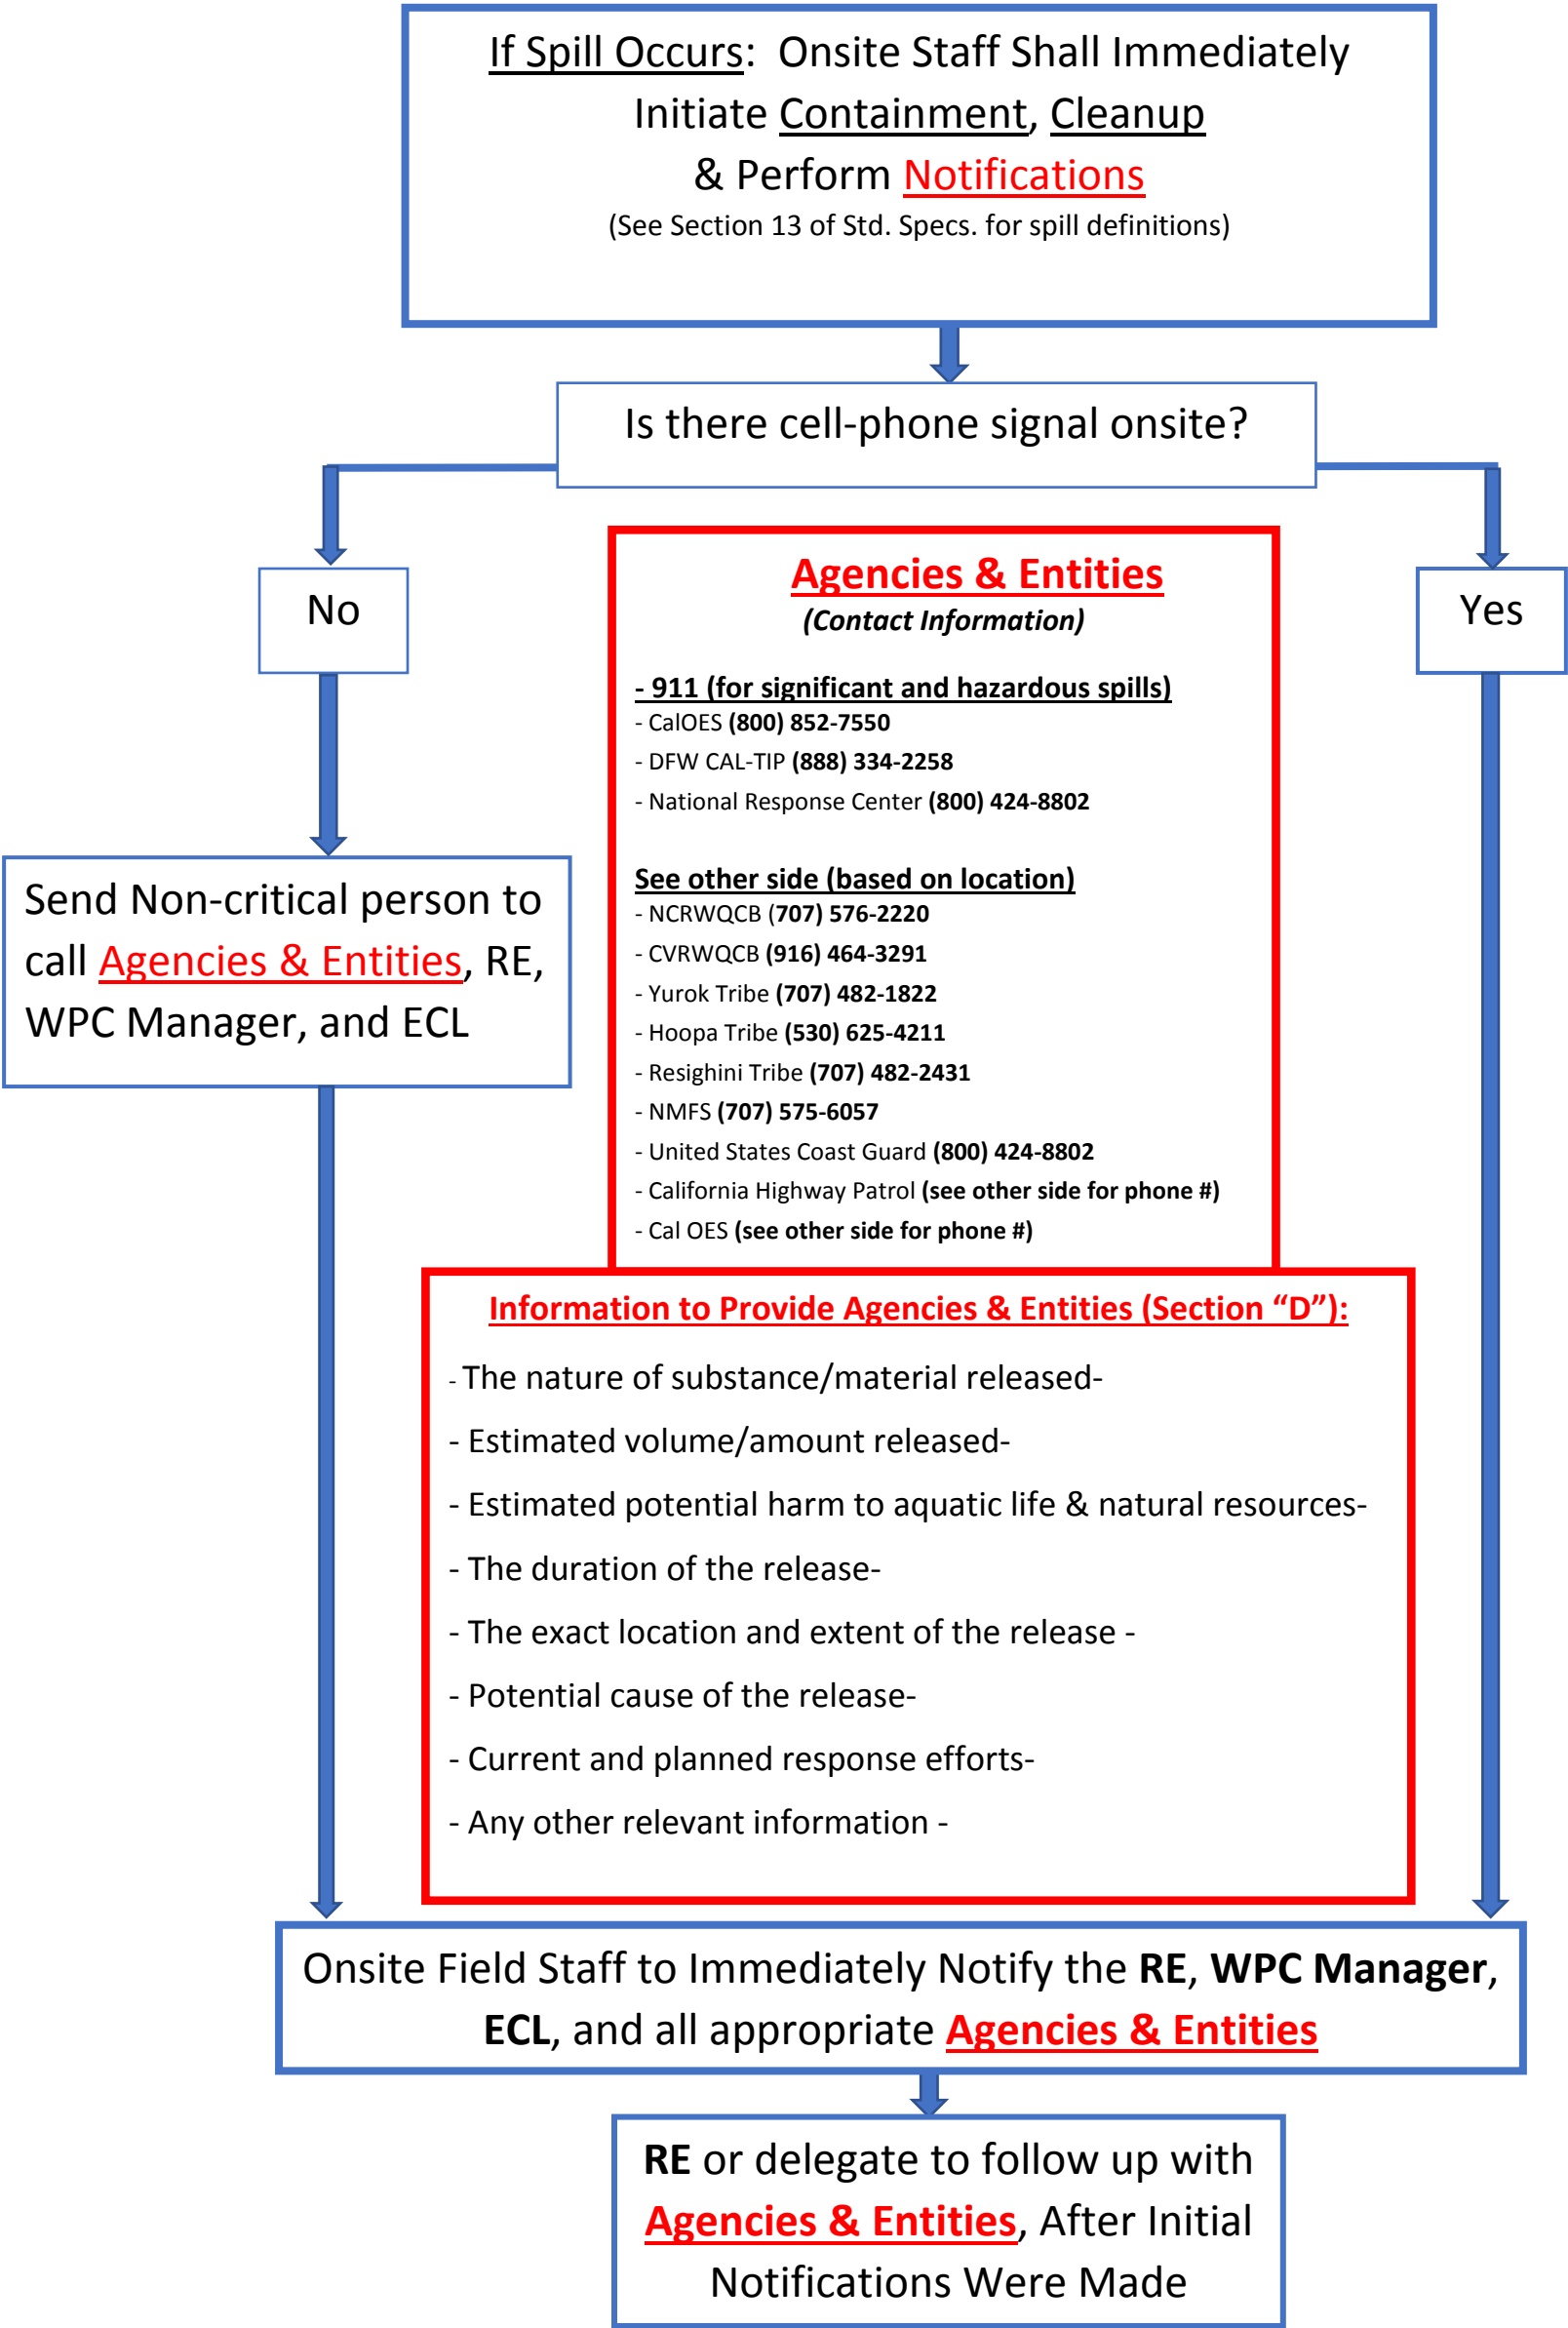 If Spill Occurs: Onsite Staff Shall Immediately
Initiate Containment, Cleanup
& Perform Notifications
(See Section 13 of Std. Specs. for spill definitions)
Is there cell-phone signal onsite?
No
Yes
Agencies & Entities
(Contact Information)
- 911 (for significant and hazardous spills)
- CalOES (800) 852-7550
- DFW CAL-TIP (888) 334-2258
- National Response Center (800) 424-8802
See other side (based on location)
- NCRWQCB (707) 576-2220
- CVRWQCB (916) 464-3291
- Yurok Tribe (707) 482-1822
- Hoopa Tribe (530) 625-4211
- Resighini Tribe (707) 482-2431
- NMFS (707) 575-6057
- United States Coast Guard (800) 424-8802
- California Highway Patrol (see other side for phone #)
- Cal OES (see other side for phone #)
Send Non-critical person to
call Agencies & Entities, RE,
WPC Manager, and ECL
Information to Provide Agencies & Entities (Section “D”):
- The nature of substance/material released-
- Estimated volume/amount released-
- Estimated potential harm to aquatic life & natural resources-
- The duration of the release-
- The exact location and extent of the release -
- Potential cause of the release-
- Current and planned response efforts-
- Any other relevant information -
Onsite Field Staff to Immediately Notify the RE, WPC Manager,
ECL, and all appropriate Agencies & Entities
RE or delegate to follow up with
Agencies & Entities, After Initial
Notifications Were Made